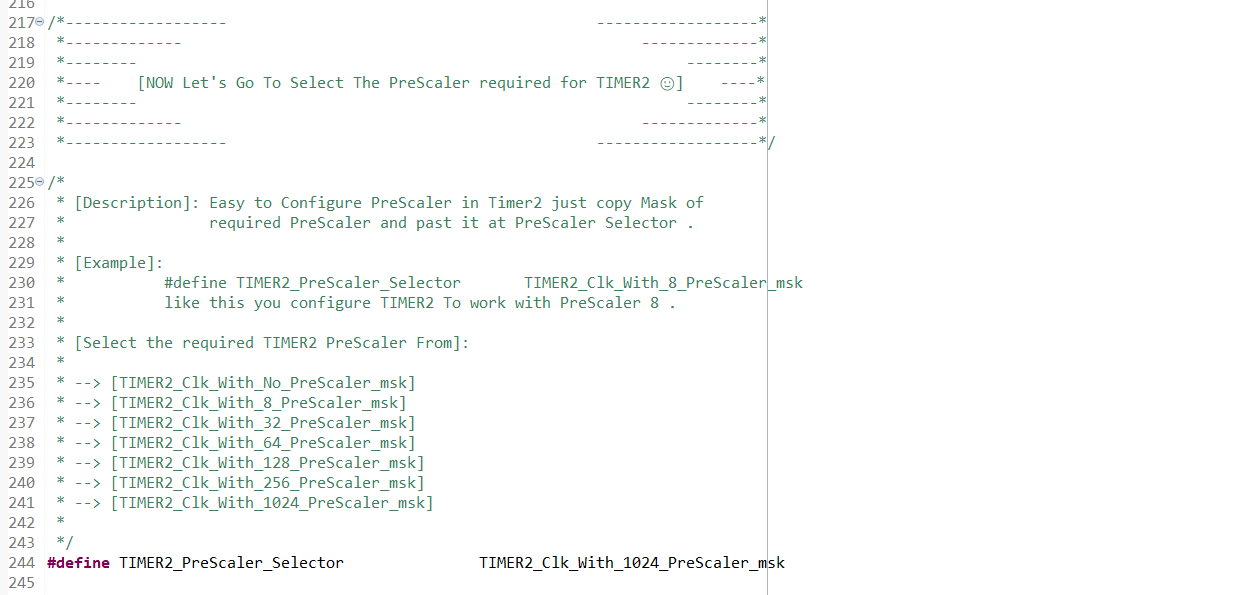 216
217 /*------------------                                         ------------------*
218  *-------------                                                   -------------*
219  *--------                                                             --------*
220  *----    [NOW Let's Go To Select The PreScaler required for TIMER2 ☺]    ----*
221  *--------                                                             --------*
222  *-------------                                                   -------------*
223  *------------------                                         ------------------*/
224
225 /*
226  * [Description]: Easy to Configure PreScaler in Timer2 just copy Mask of
227  *                required PreScaler and past it at PreScaler Selector .
228  *
229  * [Example]:
230  *           #define TIMER2_PreScaler_Selector       TIMER2_Clk_With_8_PreScaler_msk
231  *           like this you configure TIMER2 To work with PreScaler 8 .
232  *
233  * [Select the required TIMER2 PreScaler From]:
234  *
235  * --> [TIMER2_Clk_With_No_PreScaler_msk]
236  * --> [TIMER2_Clk_With_8_PreScaler_msk]
237  * --> [TIMER2_Clk_With_32_PreScaler_msk]
238  * --> [TIMER2_Clk_With_64_PreScaler_msk]
239  * --> [TIMER2_Clk_With_128_PreScaler_msk]
240  * --> [TIMER2_Clk_With_256_PreScaler_msk]
241  * --> [TIMER2_Clk_With_1024_PreScaler_msk]
242  *
243  */
244 #define TIMER2_PreScaler_Selector               TIMER2_Clk_With_1024_PreScaler_msk
245